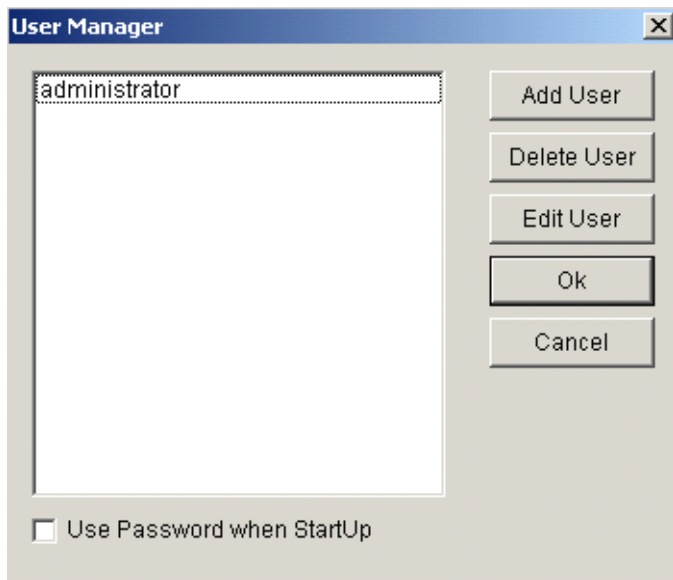 User Manager
administrator
Add User
Delete User
Edit User
Ok
Cancel
Use Password when StartUp